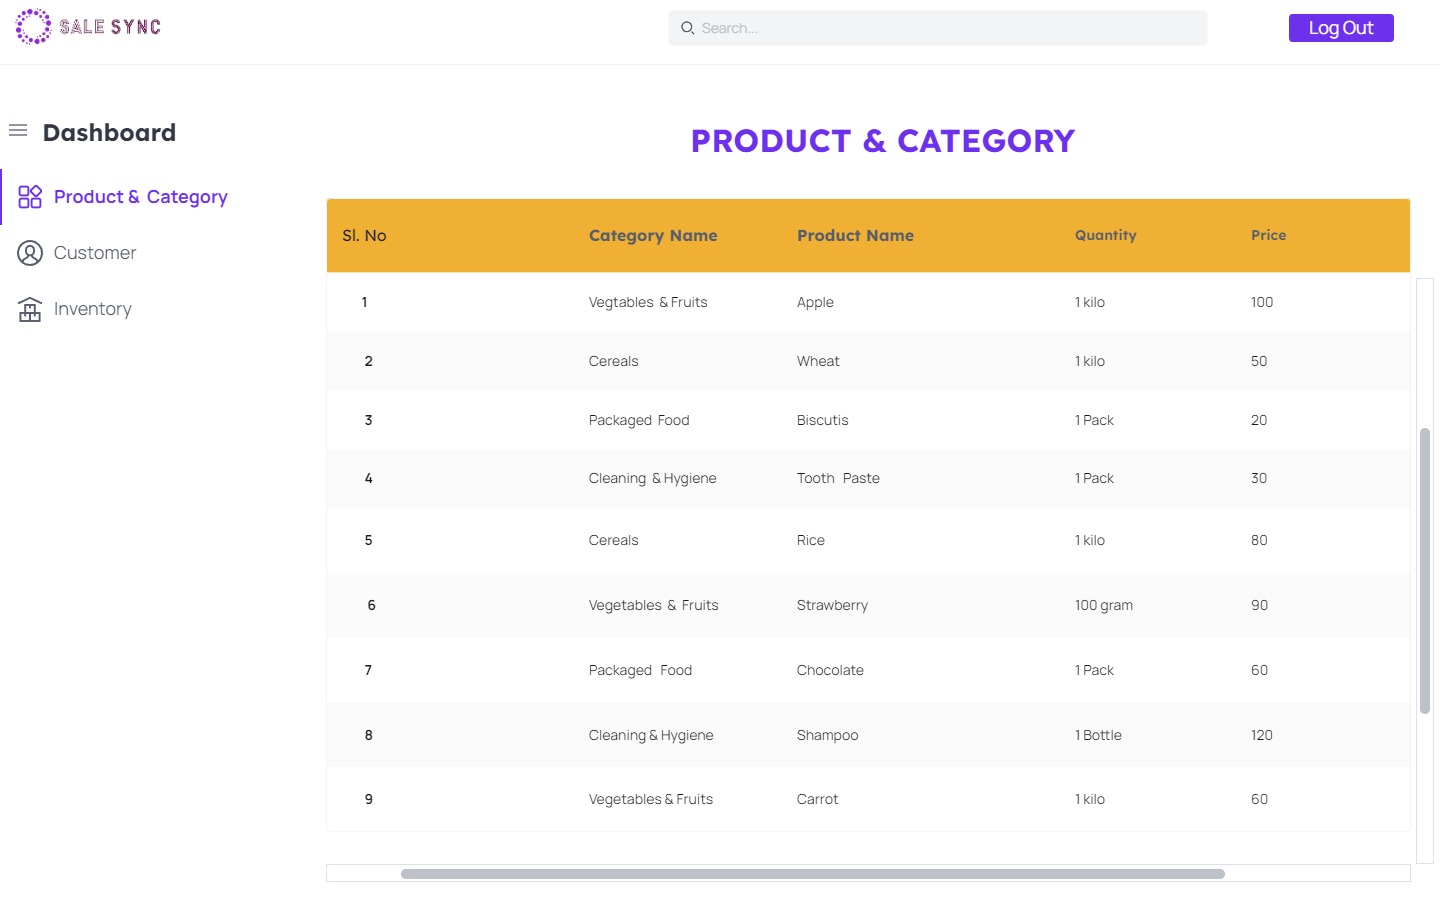 SALE SYNC
Search...
Log Out
Dashboard
Product & Category
Customer
Inventory
PRODUCT & CATEGORY
Sl. No Category Name Product Name Quantity Price
1 Vegtables & Fruits Apple 1 kilo 100
2 Cereals Wheat 1 kilo 50
3 Packaged Food Biscutis 1 Pack 20
4 Cleaning & Hygiene Tooth Paste 1 Pack 30
5 Cereals Rice 1 kilo 80
6 Vegetables & Fruits Strawberry 100 gram 90
7 Packaged Food Chocolate 1 Pack 60
8 Cleaning & Hygiene Shampoo 1 Bottle 120
9 Vegetables & Fruits Carrot 1 kilo 60